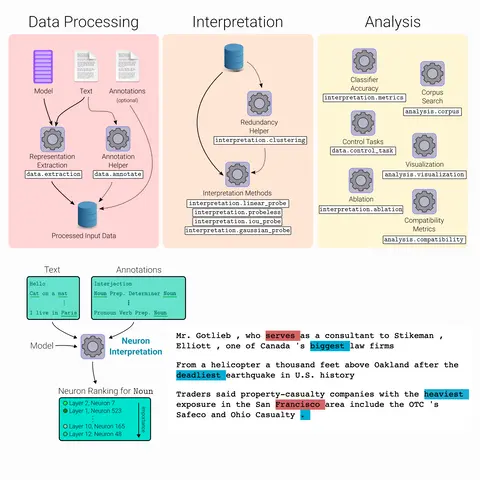 Data Processing
Interpretation
Analysis
Model
Text
Annotations
(optional)
Representation
Extraction
data.extraction
Annotation
Helper
data.annotate
Processed Input Data
Redundancy
Helper
interpretation.clustering
Interpretation Methods
interpretation.linear_probe
interpretation.probeless
interpretation.iou_probe
interpretation.gaussian_probe
Classifier
Accuracy
interpretation.metrics
Corpus
Search
analysis.corpus
Control Tasks
data.control_task
Visualization
analysis.visualization
Ablation
interpretation.ablation
Compatibility
Metrics
analysis.compatibility
Text
Annotations
Hello
Cat on a mat
I live in Paris
Interjection
Noun Prep. Determiner Noun
Pronoun Verb Prep. Noun
Model
Neuron
Interpretation
Neuron Ranking for Noun
Layer 7, Neuron 7
Layer 1, Neuron 523
Layer 10, Neuron 165
Layer 12, Neuron 48
Importance
Mr. Gotlieb , who serves as a consultant to Stikeman ,
Elliott , one of Canada 's biggest law firms
From a helicopter a thousand feet above Oakland after the
deadliest earthquake in U.S. history
Traders said property-casualty companies with the heaviest
exposure in the San Francisco area include the OTC 's
Safeco and Ohio Casualty .